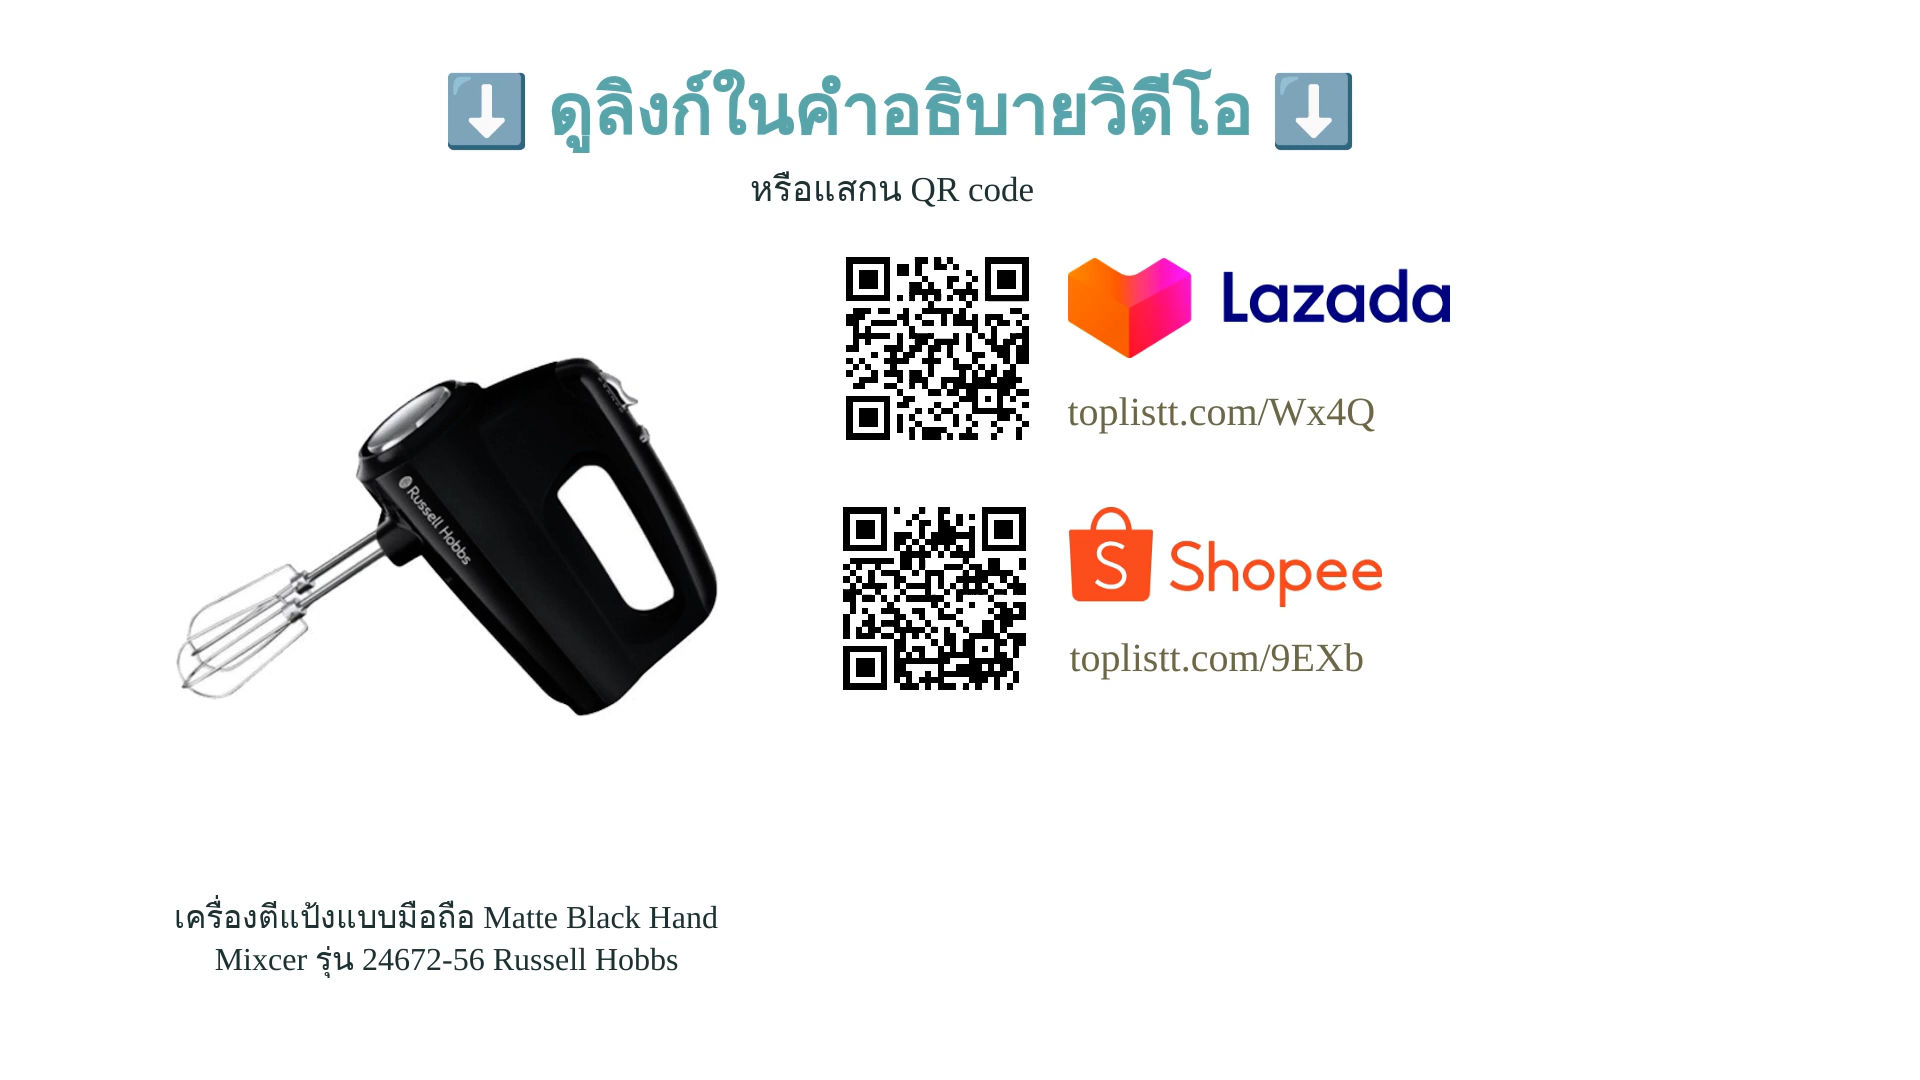 ⬇️ ดูลิงก์ในคำอธิบายวิดีโอ ⬇️
หรือแสกน QR code
Lazada
toplistt.com/Wx4Q
Russell Hobbs
Shopee
toplistt.com/9EXb
เครื่องตีแป้งแบบมือถือ Matte Black Hand
Mixcer รุ่น 24672-56 Russell Hobbs